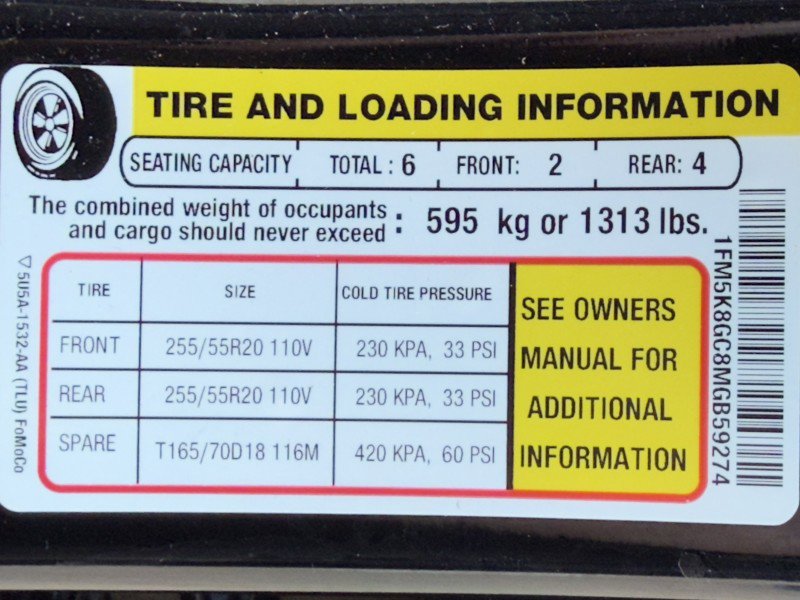 TIRE AND LOADING INFORMATION
SEATING CAPACITY TOTAL : 6 FRONT: 2 REAR: 4
The combined weight of occupants
and cargo should never exceed : 595 kg or 1313 lbs.
TIRE SIZE COLD TIRE PRESSURE
FRONT 255/55R20 110V 230 KPA, 33 PSI
REAR 255/55R20 110V 230 KPA, 33 PSI
SPARE T165/70D18 116M 420 KPA, 60 PSI
SEE OWNERS
MANUAL FOR
ADDITIONAL
INFORMATION
1FM5K8GC8MGB59274
▽5U5A-1532-AA (TLU) FoMoCo